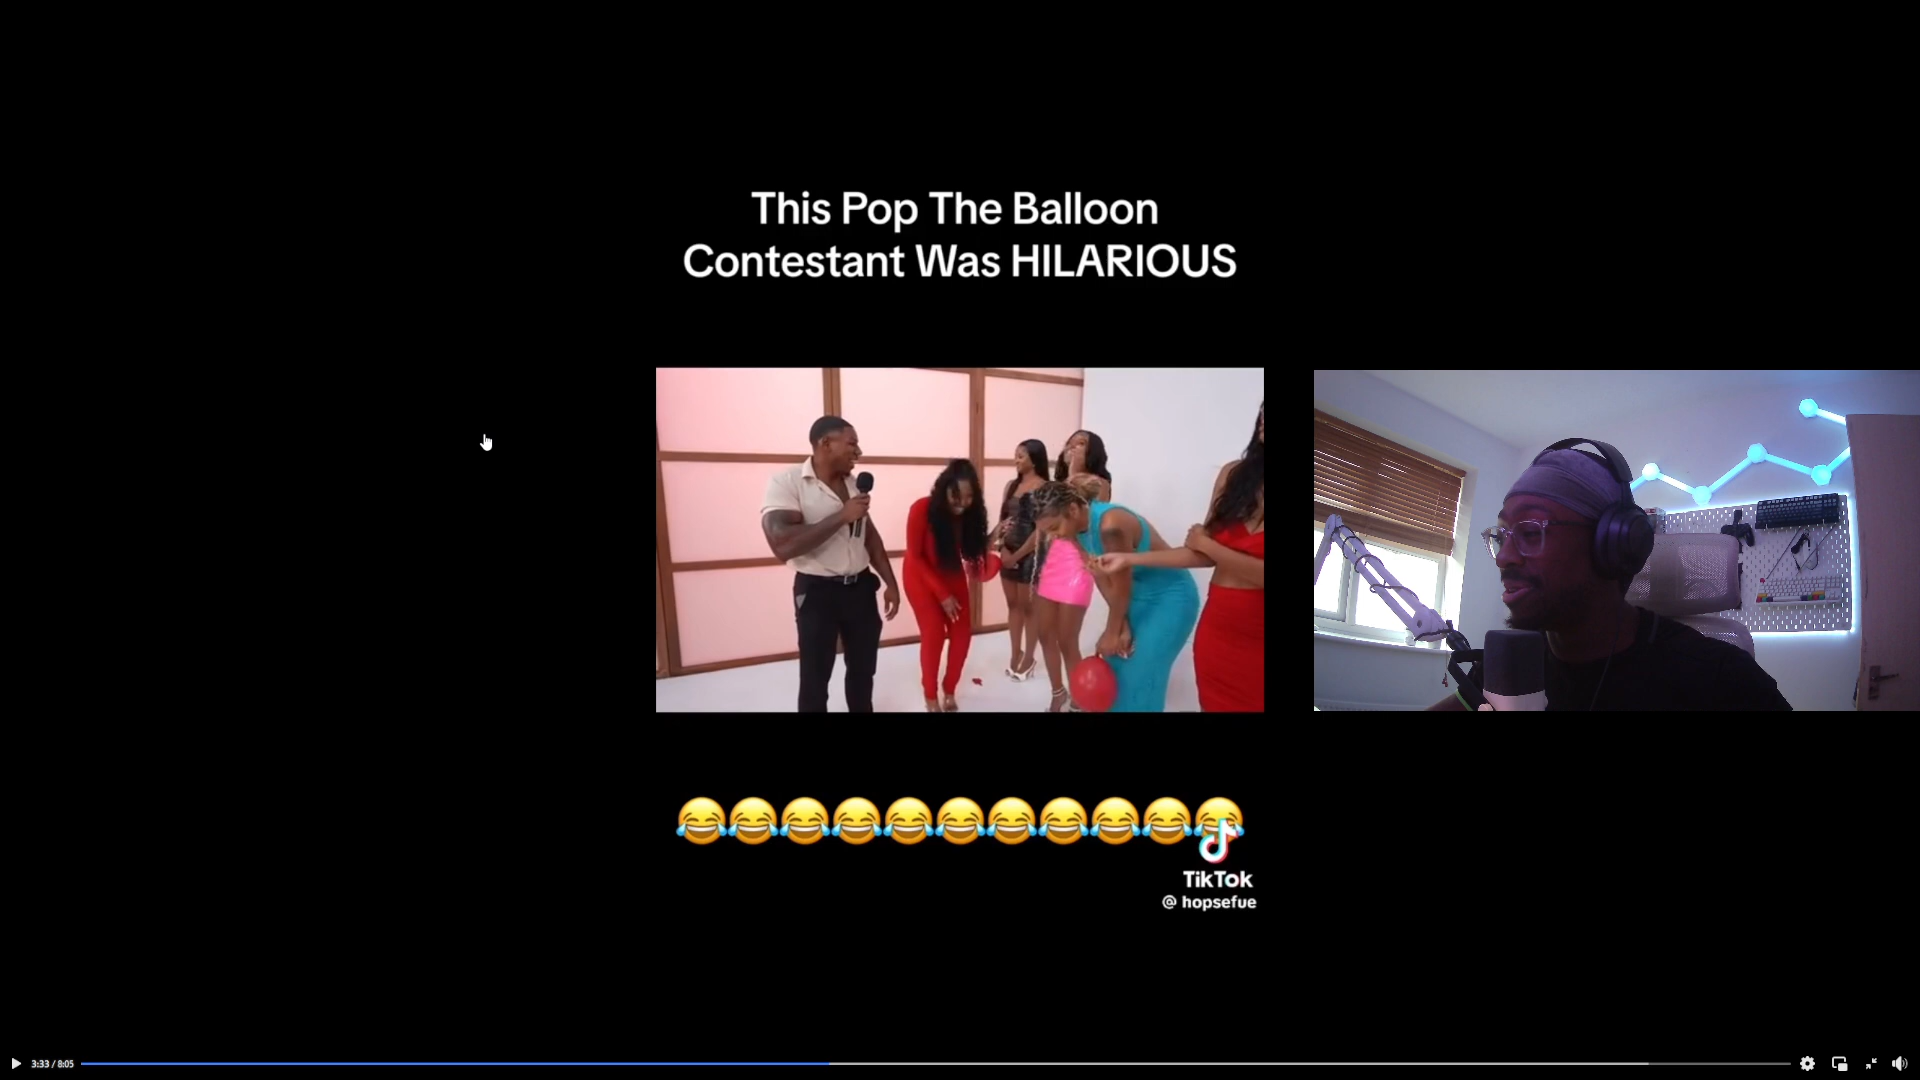 This Pop The Balloon
Contestant Was HILARIOUS
TikTok
@ hopsefue
3:33 / 8:05